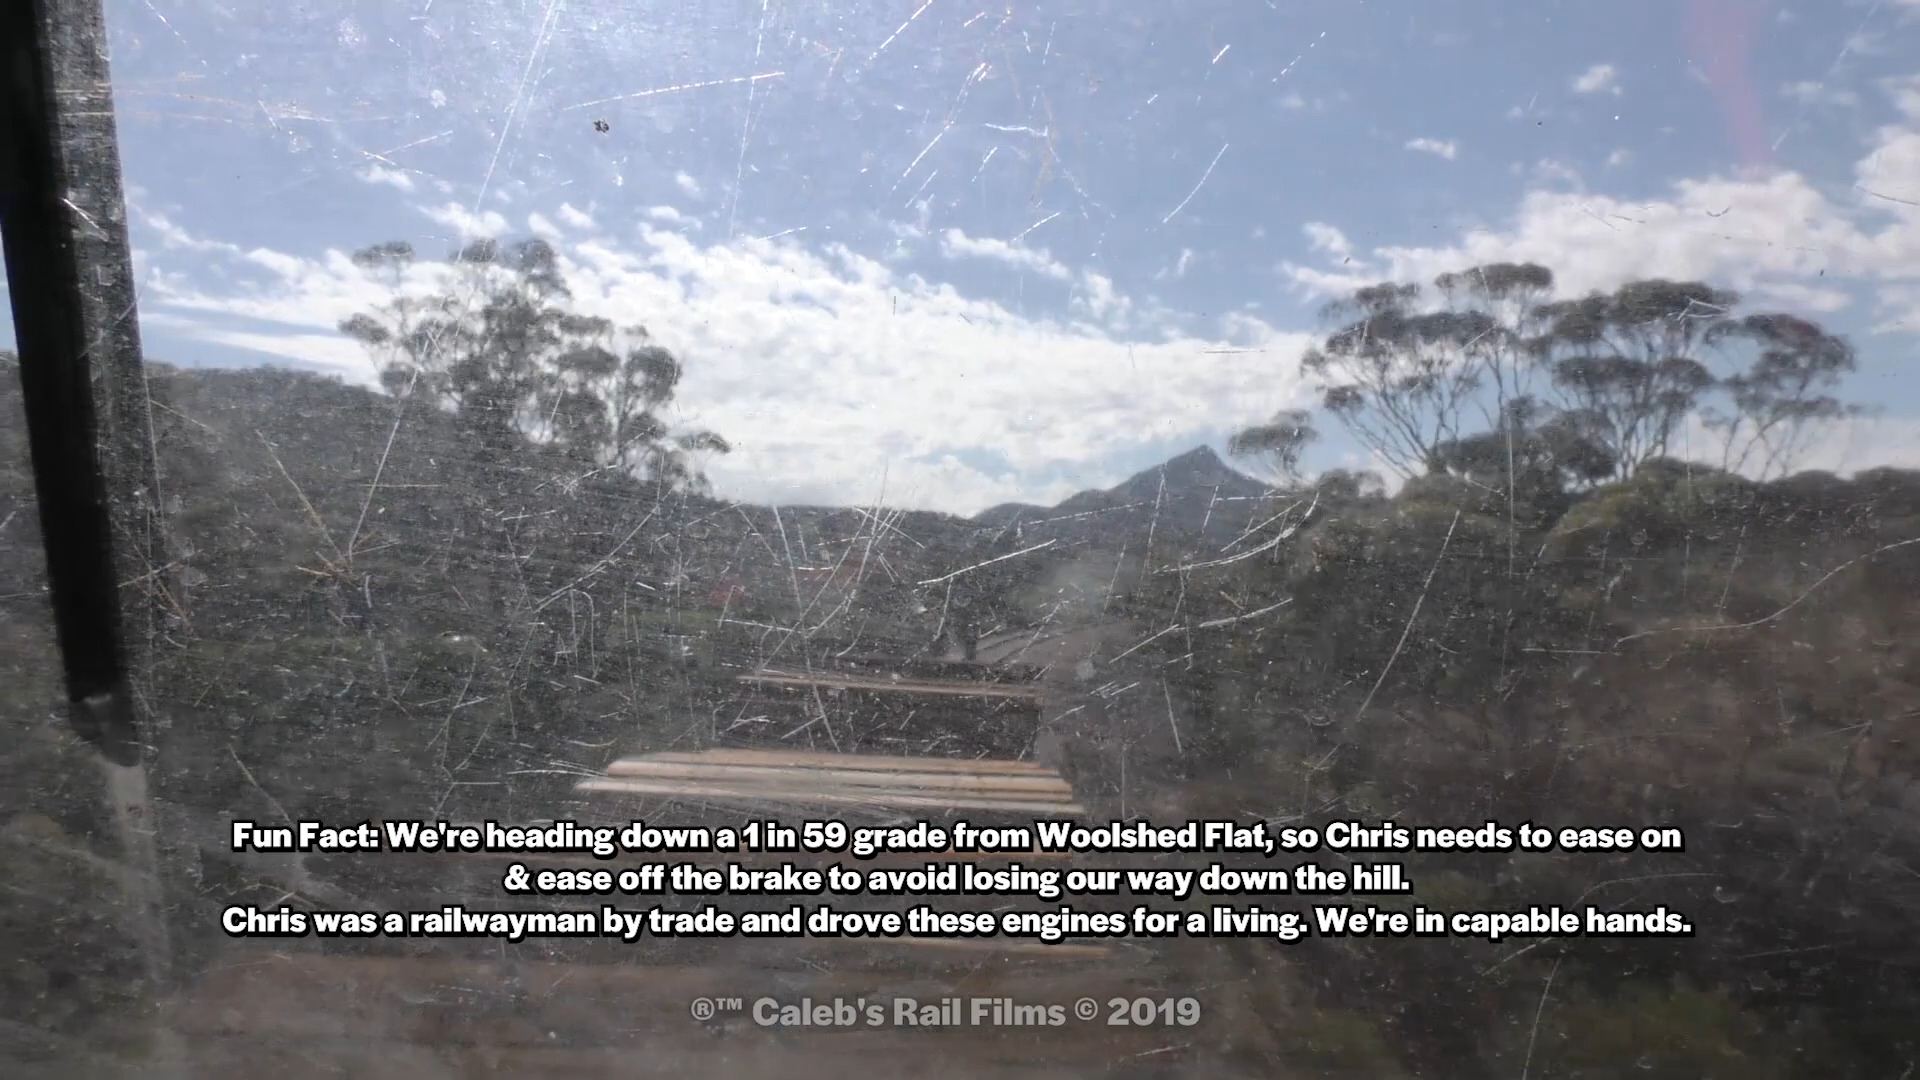 Fun Fact: We're heading down a 1 in 59 grade from Woolshed Flat, so Chris needs to ease on
& ease off the brake to avoid losing our way down the hill.
Chris was a railwayman by trade and drove these engines for a living. We're in capable hands.
®™ Caleb's Rail Films © 2019